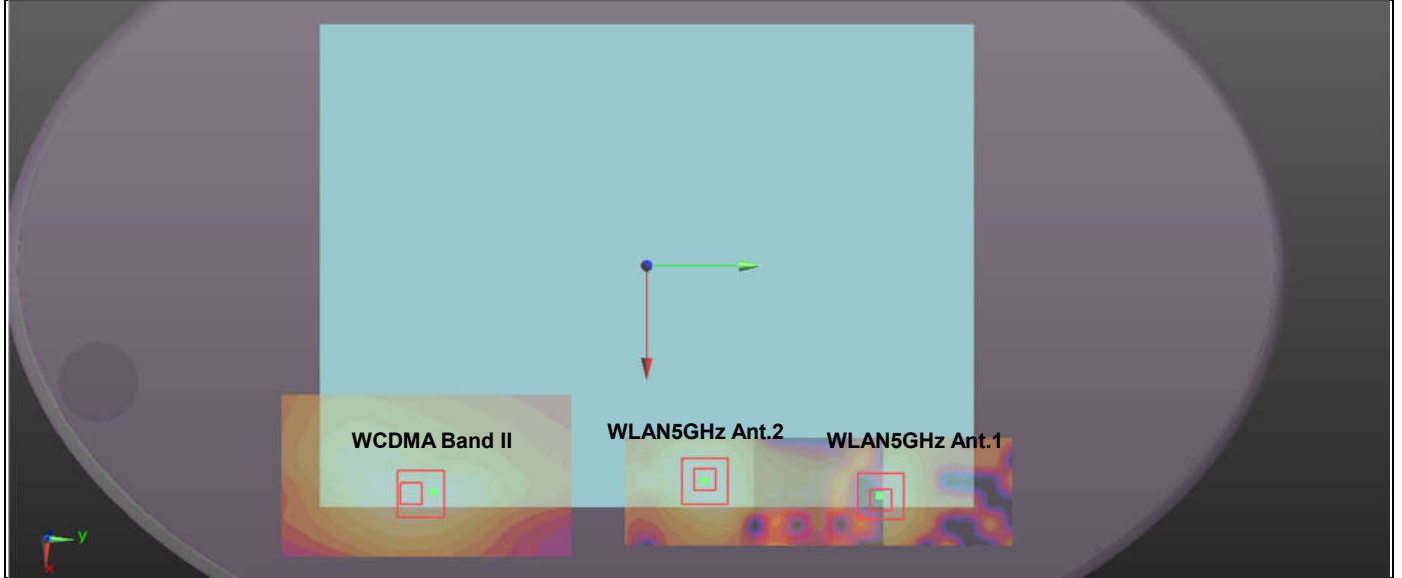 WLAN5GHz Ant.2
WCDMA Band II
WLAN5GHz Ant.1
y
x